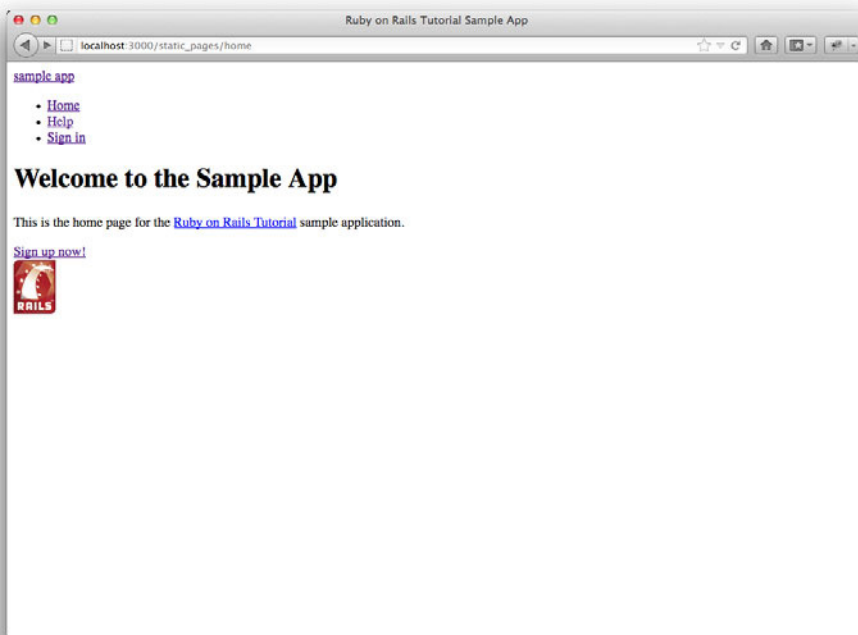 Ruby on Rails Tutorial Sample App
localhost:3000/static_pages/home
sample app
• Home
• Help
• Sign in
Welcome to the Sample App
This is the home page for the Ruby on Rails Tutorial sample application.
Sign up now!
RAILS